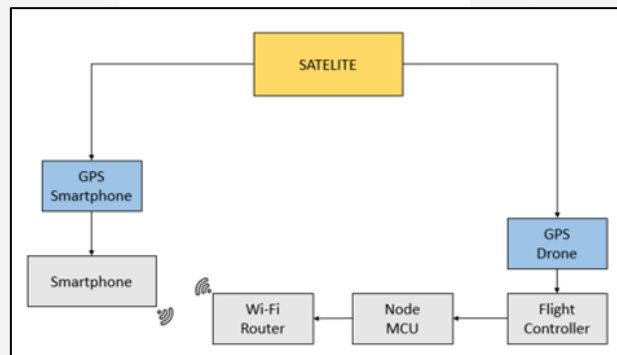 SATELITE
GPS
Smartphone
Smartphone
GPS
Drone
Wi-Fi
Router
Node
MCU
Flight
Controller